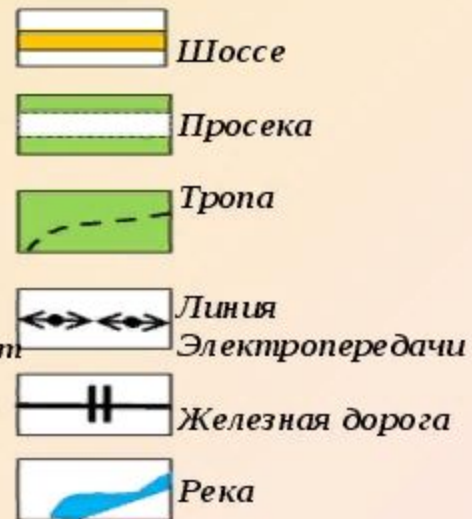 Шоссе
Просека
Тропа
Линия
т Электропередачи
Железная дорога
Река